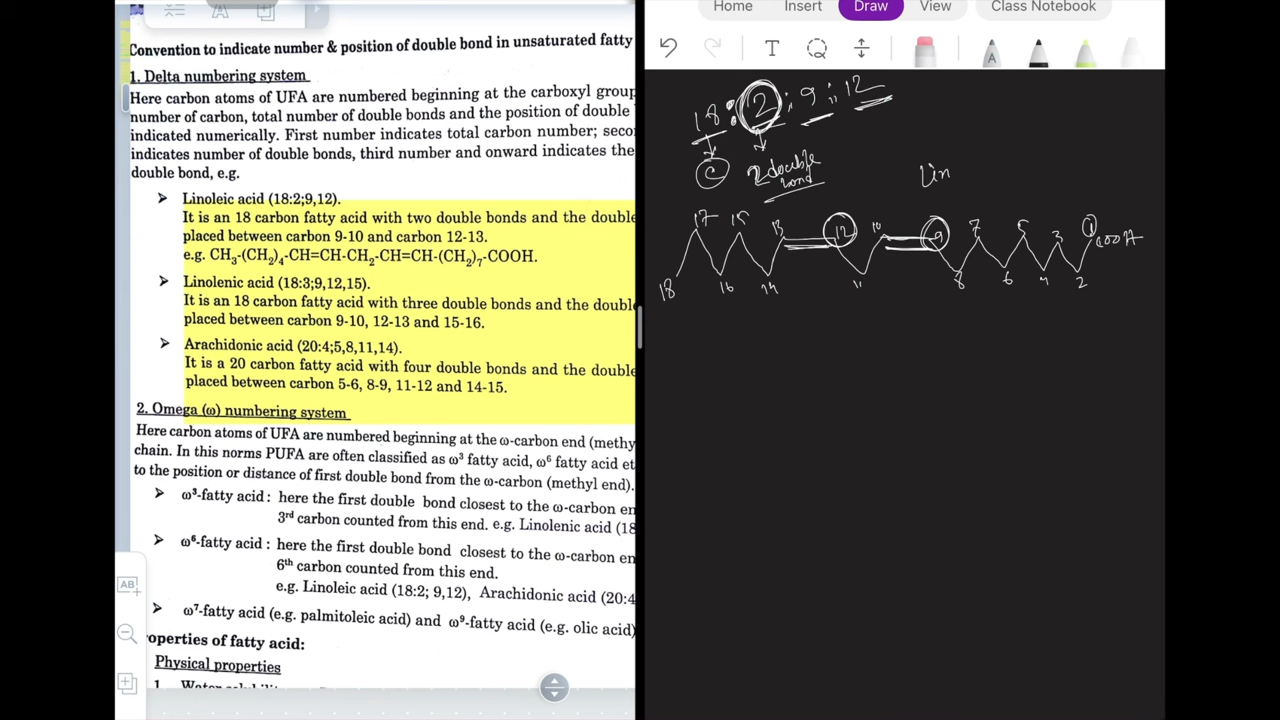 Convention to indicate number & position of double bond in unsaturated fatty
1. Delta numbering system
Here carbon atoms of UFA are numbered beginning at the carboxyl group
number of carbon, total number of double bonds and the position of double
indicated numerically. First number indicates total carbon number; seco
indicates number of double bonds, third number and onward indicates the
double bond, e.g.
➤ Linoleic acid (18:2;9,12).
It is an 18 carbon fatty acid with two double bonds and the double
placed between carbon 9-10 and carbon 12-13.
e.g. CH₃-(CH₂)₄-CH=CH-CH₂-CH=CH-(CH₂)₇-COOH.
➤ Linolenic acid (18:3;9,12,15).
It is an 18 carbon fatty acid with three double bonds and the double
placed between carbon 9-10, 12-13 and 15-16.
➤ Arachidonic acid (20:4;5,8,11,14).
It is a 20 carbon fatty acid with four double bonds and the double
placed between carbon 5-6, 8-9, 11-12 and 14-15.
2. Omega (ω) numbering system
Here carbon atoms of UFA are numbered beginning at the ω-carbon end (methy
chain. In this norms PUFA are often classified as ω³ fatty acid, ω⁶ fatty acid et
to the position or distance of first double bond from the ω-carbon (methyl end).
➤ ω³-fatty acid : here the first double bond closest to the ω-carbon en
3rd carbon counted from this end. e.g. Linolenic acid (18
➤ ω⁶-fatty acid : here the first double bond closest to the ω-carbon en
6th carbon counted from this end.
e.g. Linoleic acid (18:2; 9,12), Arachidonic acid (20:4
➤ ω⁷-fatty acid (e.g. palmitoleic acid) and ω⁹-fatty acid (e.g. olic acid)
roperties of fatty acid:
Physical properties
AB
Home Insert Draw View Class Notebook
T
A
18 : 2 ; 9 ; 12
C 2 double
bond
Lin
17 15 13 12 10 9 7 5 3 1
COOH
18 16 14 11 8 6 4 2